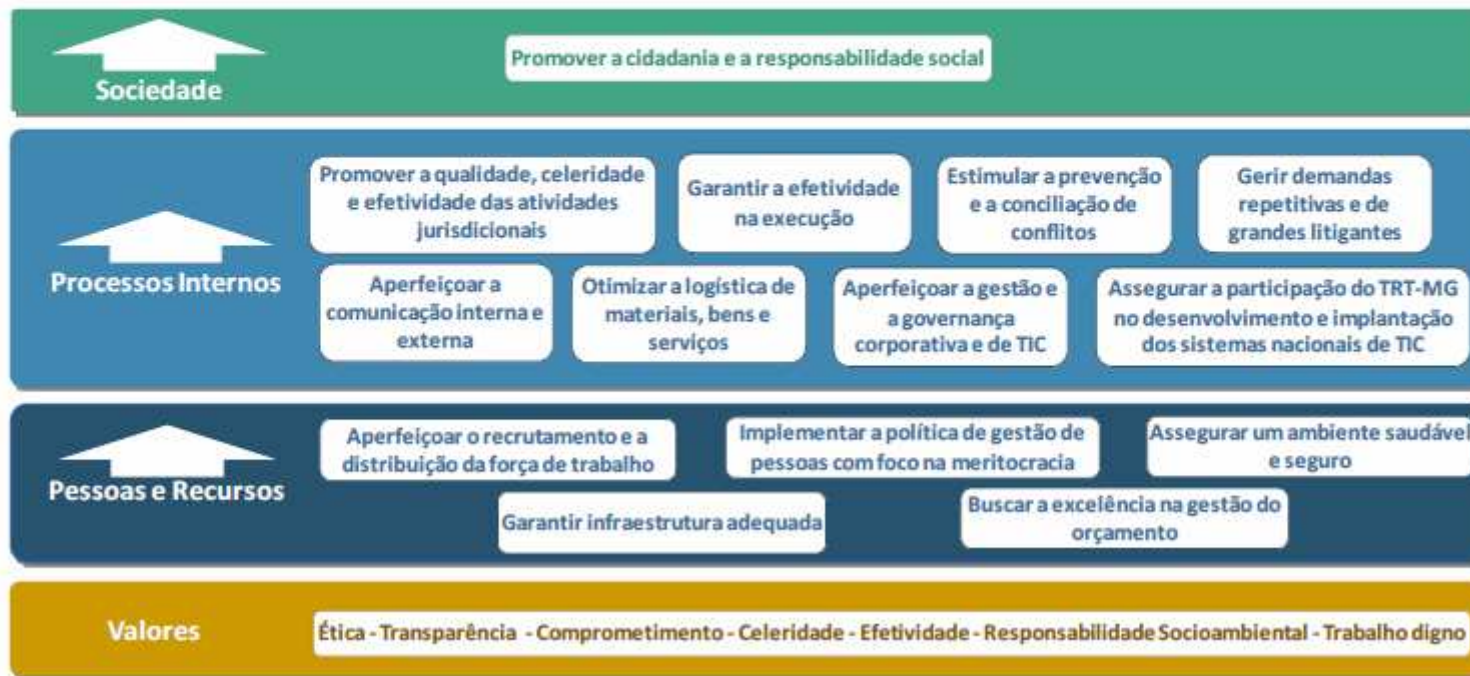 Sociedade
Promover a cidadania e a responsabilidade social
Processos Internos
Promover a qualidade, celeridade
e efetividade das atividades
jurisdicionais
Garantir a efetividade
na execução
Estimular a prevenção
e a conciliação de
conflitos
Gerir demandas
repetitivas e de
grandes litigantes
Aperfeiçoar a
comunicação interna e
externa
Otimizar a logística de
materiais, bens e
serviços
Aperfeiçoar a gestão e
a governança
corporativa e de TIC
Assegurar a participação do TRT-MG
no desenvolvimento e implantação
dos sistemas nacionais de TIC
Pessoas e Recursos
Aperfeiçoar o recrutamento e a
distribuição da força de trabalho
Implementar a política de gestão de
pessoas com foco na meritocracia
Assegurar um ambiente saudável
e seguro
Garantir infraestrutura adequada
Buscar a excelência na gestão do
orçamento
Valores
Ética - Transparência - Comprometimento - Celeridade - Efetividade - Responsabilidade Socioambiental - Trabalho digno